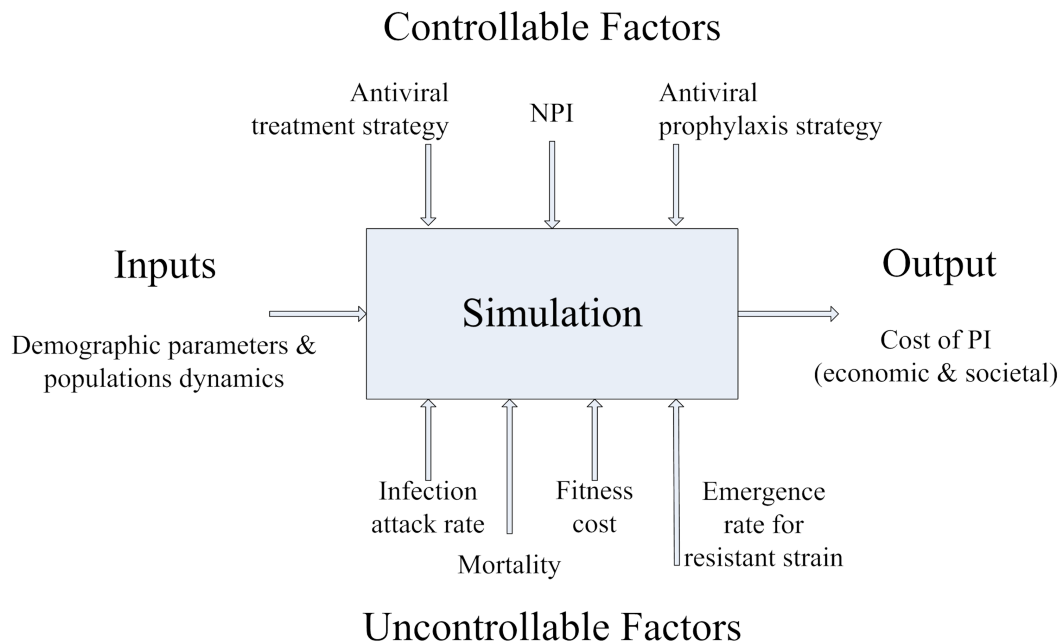 Controllable Factors
Antiviral
treatment strategy
NPI
Antiviral
prophylaxis strategy
Inputs
Demographic parameters &
populations dynamics
Simulation
Output
Cost of PI
(economic & societal)
Infection
attack rate
Mortality
Fitness
cost
Emergence
rate for
resistant strain
Uncontrollable Factors